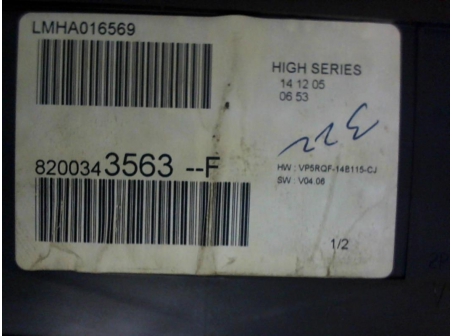 LMHA016569
HIGH SERIES
14 12 05
06 53
8200343563 --F
HW : VP5RQF-14B115-CJ
SW : V04.06
1/2